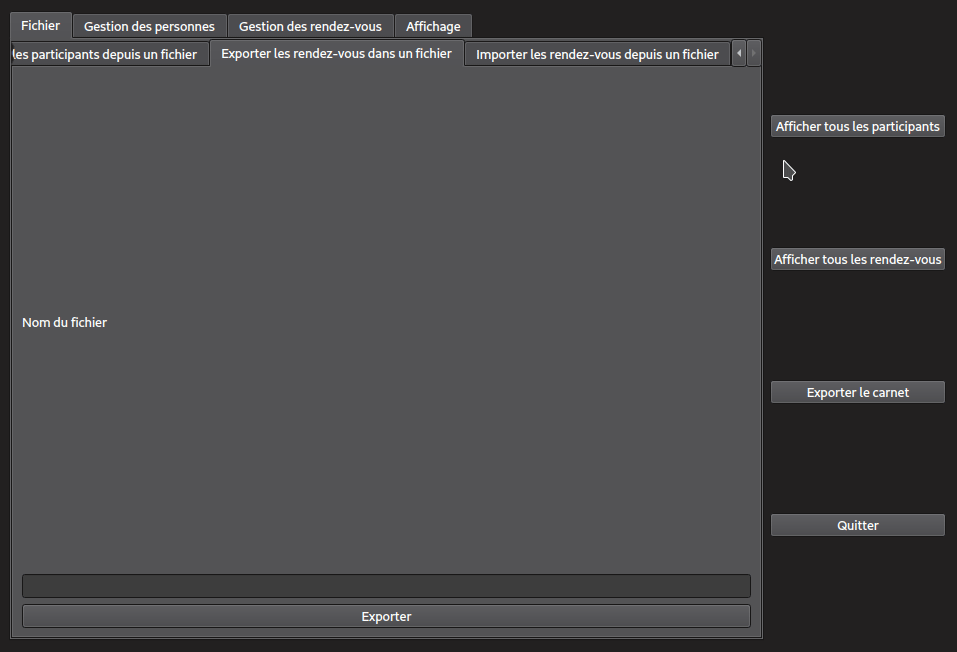 Fichier
Gestion des personnes
Gestion des rendez-vous
Affichage
les participants depuis un fichier
Exporter les rendez-vous dans un fichier
Importer les rendez-vous depuis un fichier
Afficher tous les participants
Afficher tous les rendez-vous
Nom du fichier
Exporter le carnet
Quitter
Exporter